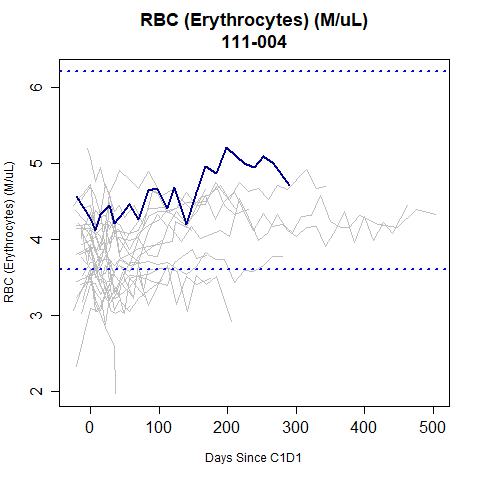 RBC (Erythrocytes) (M/uL)
111-004
RBC (Erythrocytes) (M/uL)
6
5
4
3
2
0 100 200 300 400 500
Days Since C1D1